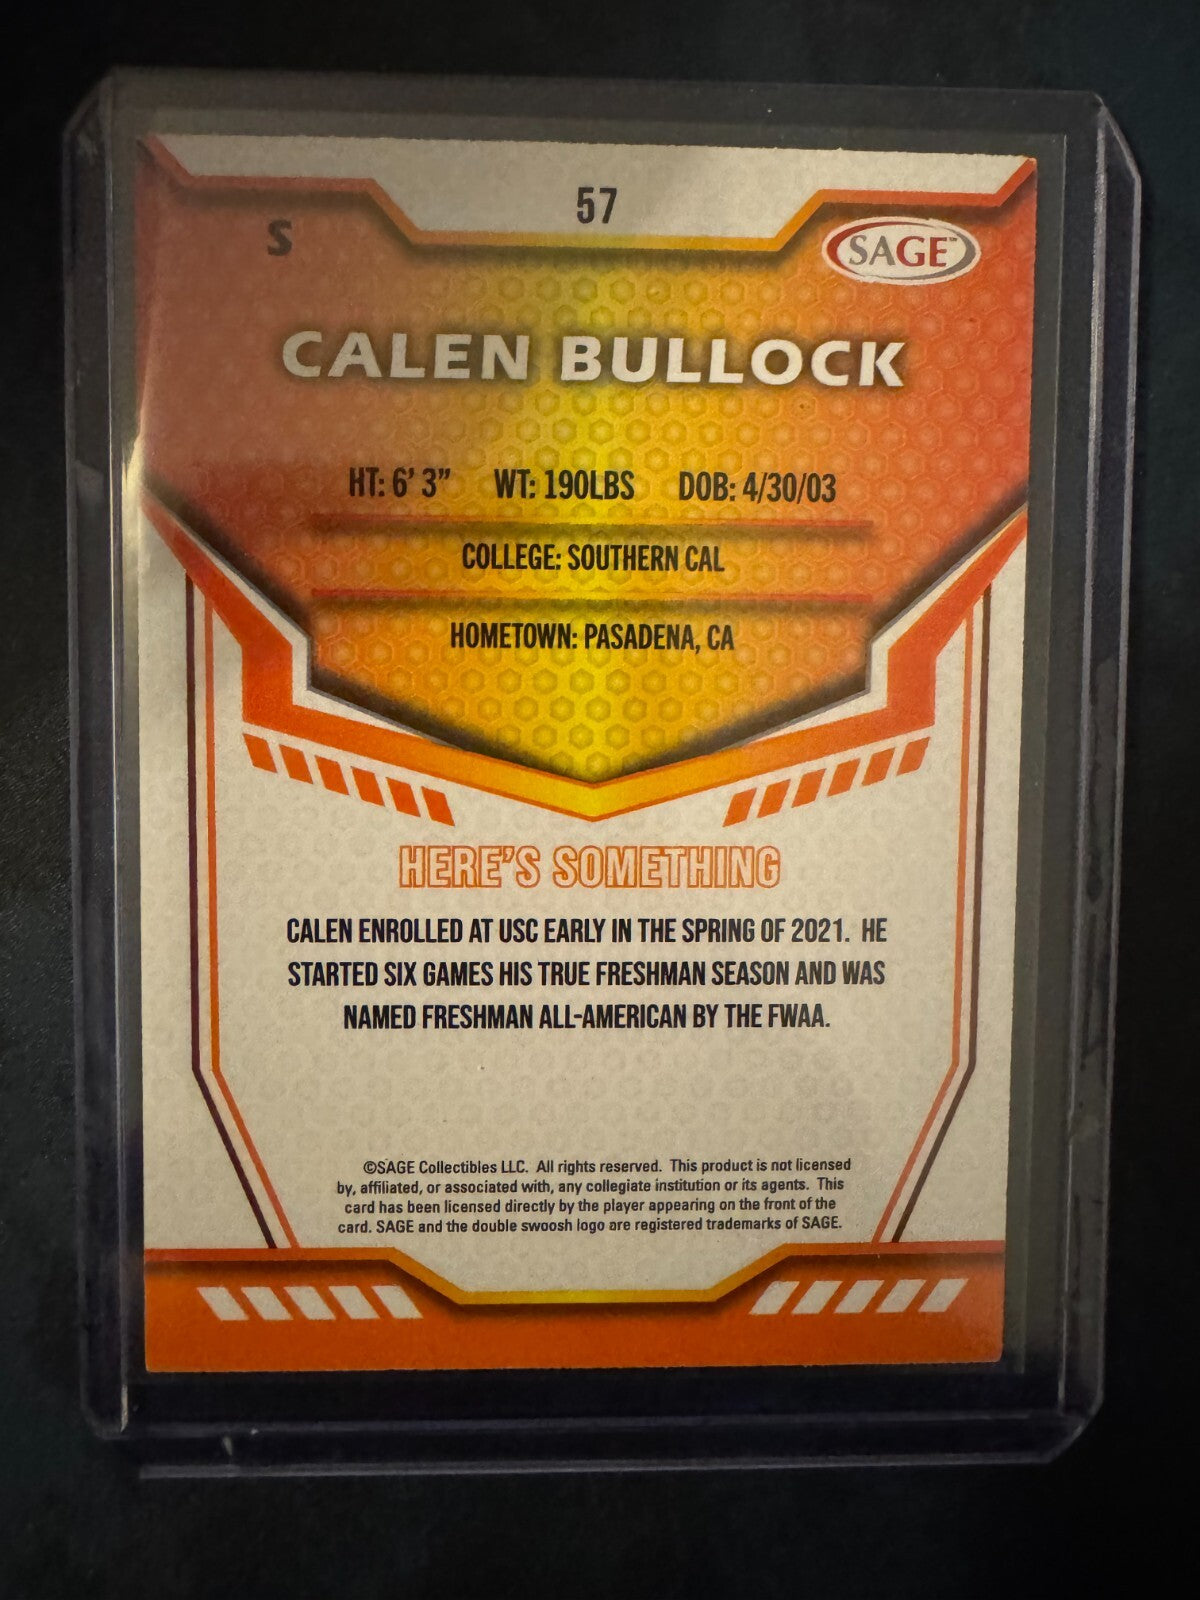 57
S
SAGE™
CALEN BULLOCK
HT: 6' 3" WT: 190LBS DOB: 4/30/03
COLLEGE: SOUTHERN CAL
HOMETOWN: PASADENA, CA
HERE'S SOMETHING
CALEN ENROLLED AT USC EARLY IN THE SPRING OF 2021. HE
STARTED SIX GAMES HIS TRUE FRESHMAN SEASON AND WAS
NAMED FRESHMAN ALL-AMERICAN BY THE FWAA.
©SAGE Collectibles LLC. All rights reserved. This product is not licensed
by, affiliated, or associated with, any collegiate institution or its agents. This
card has been licensed directly by the player appearing on the front of the
card. SAGE and the double swoosh logo are registered trademarks of SAGE.